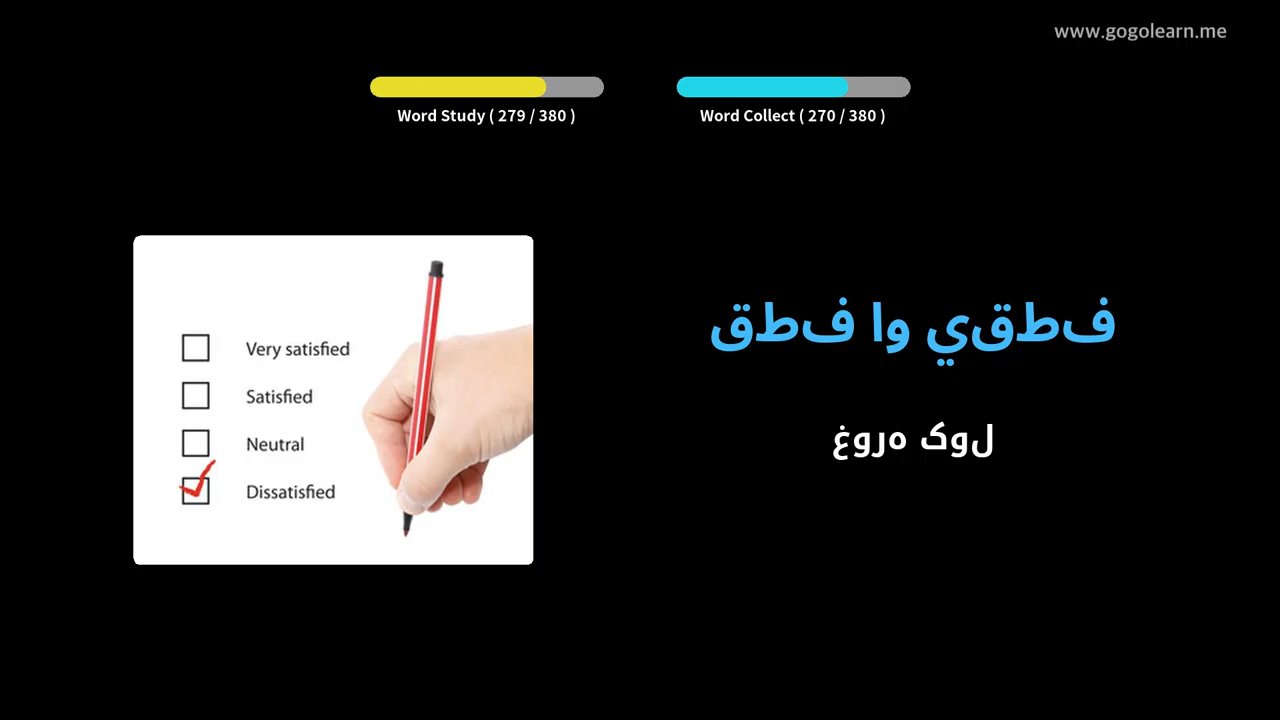 www.gogolearn.me
Word Study ( 279 / 380 )
Word Collect ( 270 / 380 )
فطقي وا فطق
لوک هروغ
Very satisfied
Satisfied
Neutral
Dissatisfied